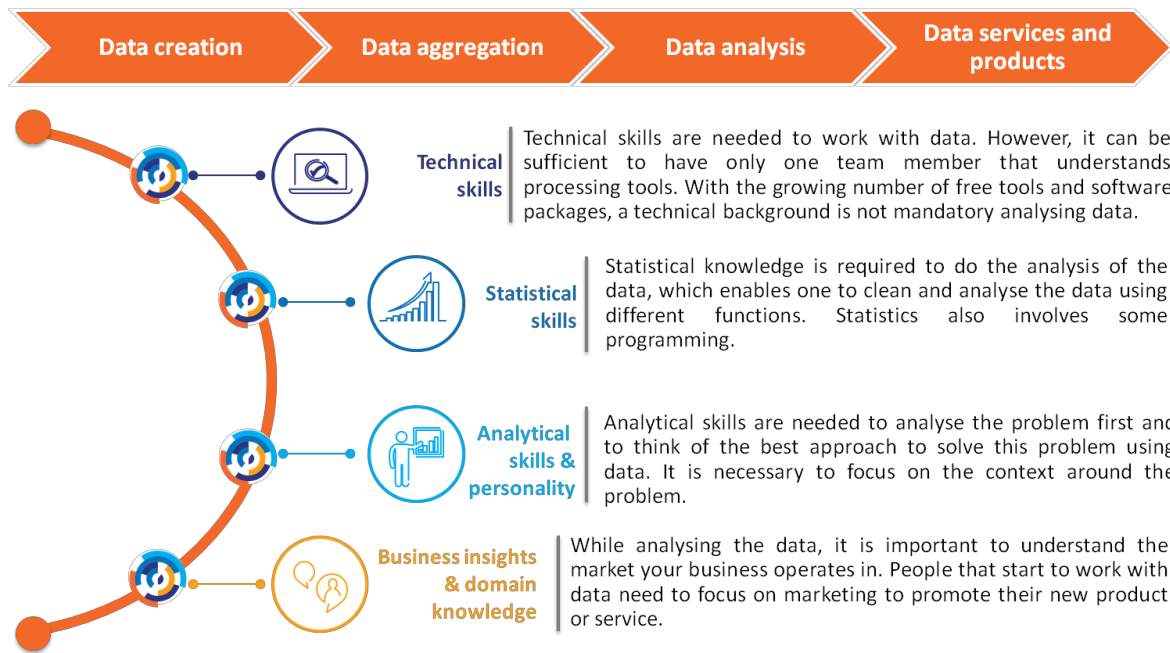 Data creation
Data aggregation
Data analysis
Data services and
products
Technical
skills
Technical skills are needed to work with data. However, it can be
sufficient to have only one team member that understands
processing tools. With the growing number of free tools and software
packages, a technical background is not mandatory analysing data.
Statistical
skills
Statistical knowledge is required to do the analysis of the
data, which enables one to clean and analyse the data using
different functions. Statistics also involves some
programming.
Analytical
skills &
personality
Analytical skills are needed to analyse the problem first and
to think of the best approach to solve this problem using
data. It is necessary to focus on the context around the
problem.
Business insights
& domain
knowledge
While analysing the data, it is important to understand the
market your business operates in. People that start to work with
data need to focus on marketing to promote their new product
or service.